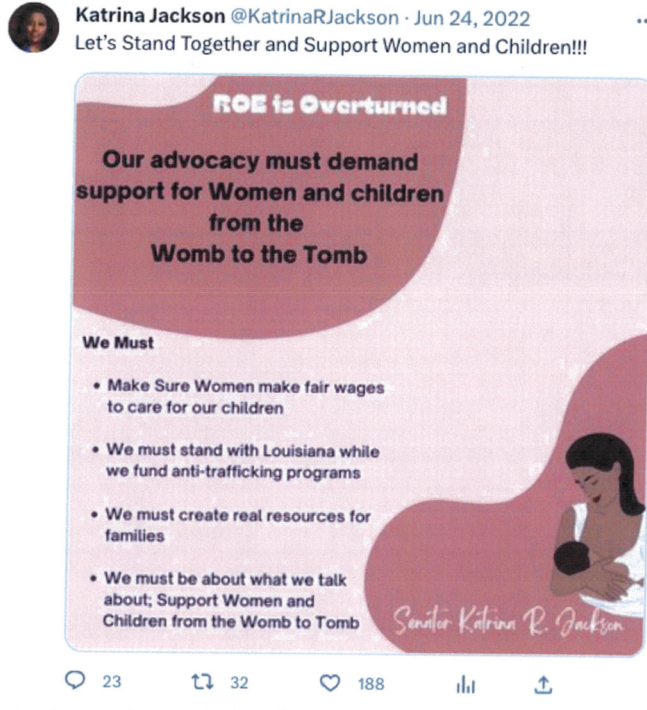 Katrina Jackson @KatrinaRJackson · Jun 24, 2022
Let's Stand Together and Support Women and Children!!!
ROE is Overturned
Our advocacy must demand
support for Women and children
from the
Womb to the Tomb
We Must
• Make Sure Women make fair wages
to care for our children
• We must stand with Louisiana while
we fund anti-trafficking programs
• We must create real resources for
families
• We must be about what we talk
about; Support Women and
Children from the Womb to Tomb
Senator Katrina R. Jackson
23 32 188